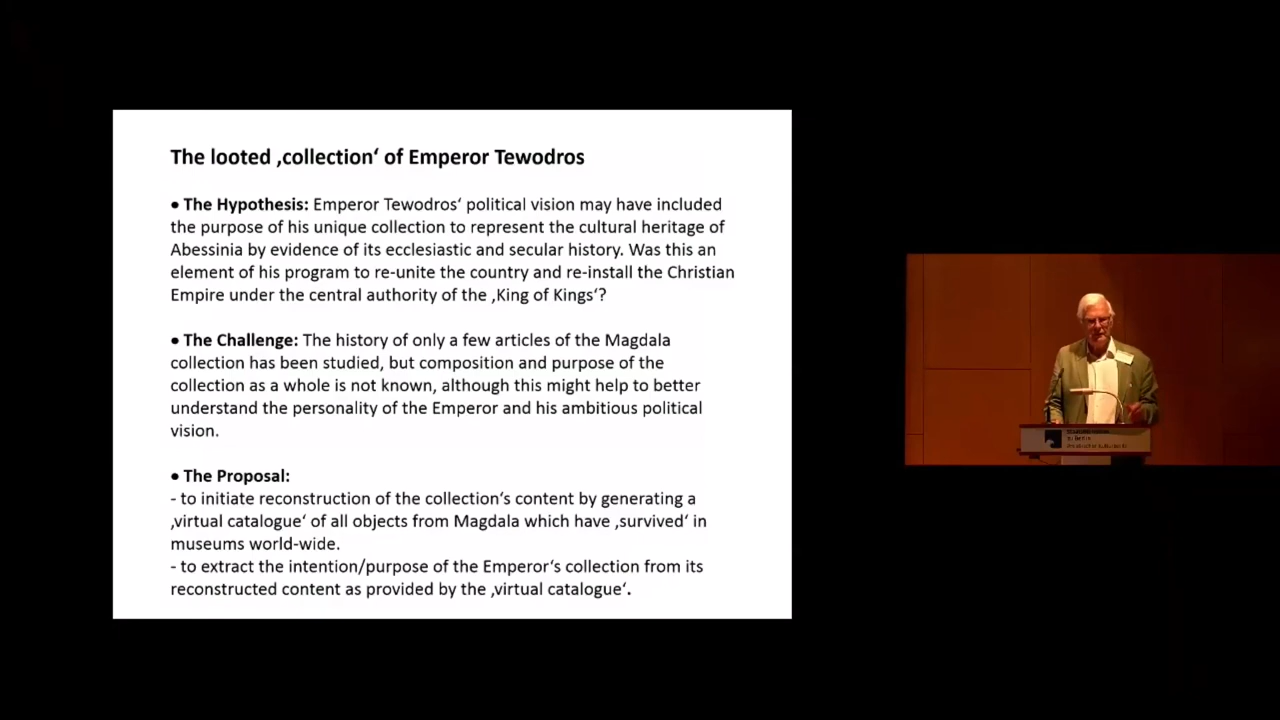 The looted ‚collection‘ of Emperor Tewodros
● The Hypothesis: Emperor Tewodros‘ political vision may have included
the purpose of his unique collection to represent the cultural heritage of
Abessinia by evidence of its ecclesiastic and secular history. Was this an
element of his program to re-unite the country and re-install the Christian
Empire under the central authority of the ‚King of Kings‘?
● The Challenge: The history of only a few articles of the Magdala
collection has been studied, but composition and purpose of the
collection as a whole is not known, although this might help to better
understand the personality of the Emperor and his ambitious political
vision.
● The Proposal:
- to initiate reconstruction of the collection‘s content by generating a
‚virtual catalogue‘ of all objects from Magdala which have ‚survived‘ in
museums world-wide.
- to extract the intention/purpose of the Emperor‘s collection from its
reconstructed content as provided by the ‚virtual catalogue‘.